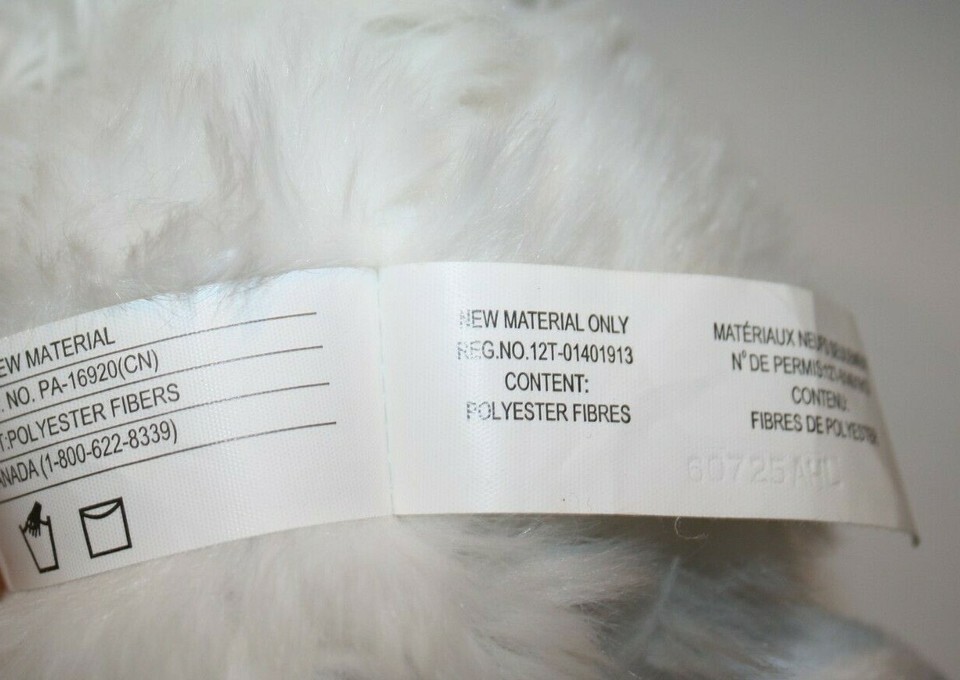 EW MATERIAL
. NO. PA-16920(CN)
T:POLYESTER FIBERS
ANADA (1-800-622-8339)
NEW MATERIAL ONLY
REG.NO.12T-01401913
CONTENT:
POLYESTER FIBRES
MATÉRIAUX NEUFS
N° DE PERMIS
CONTENU:
FIBRES DE POLYESTER